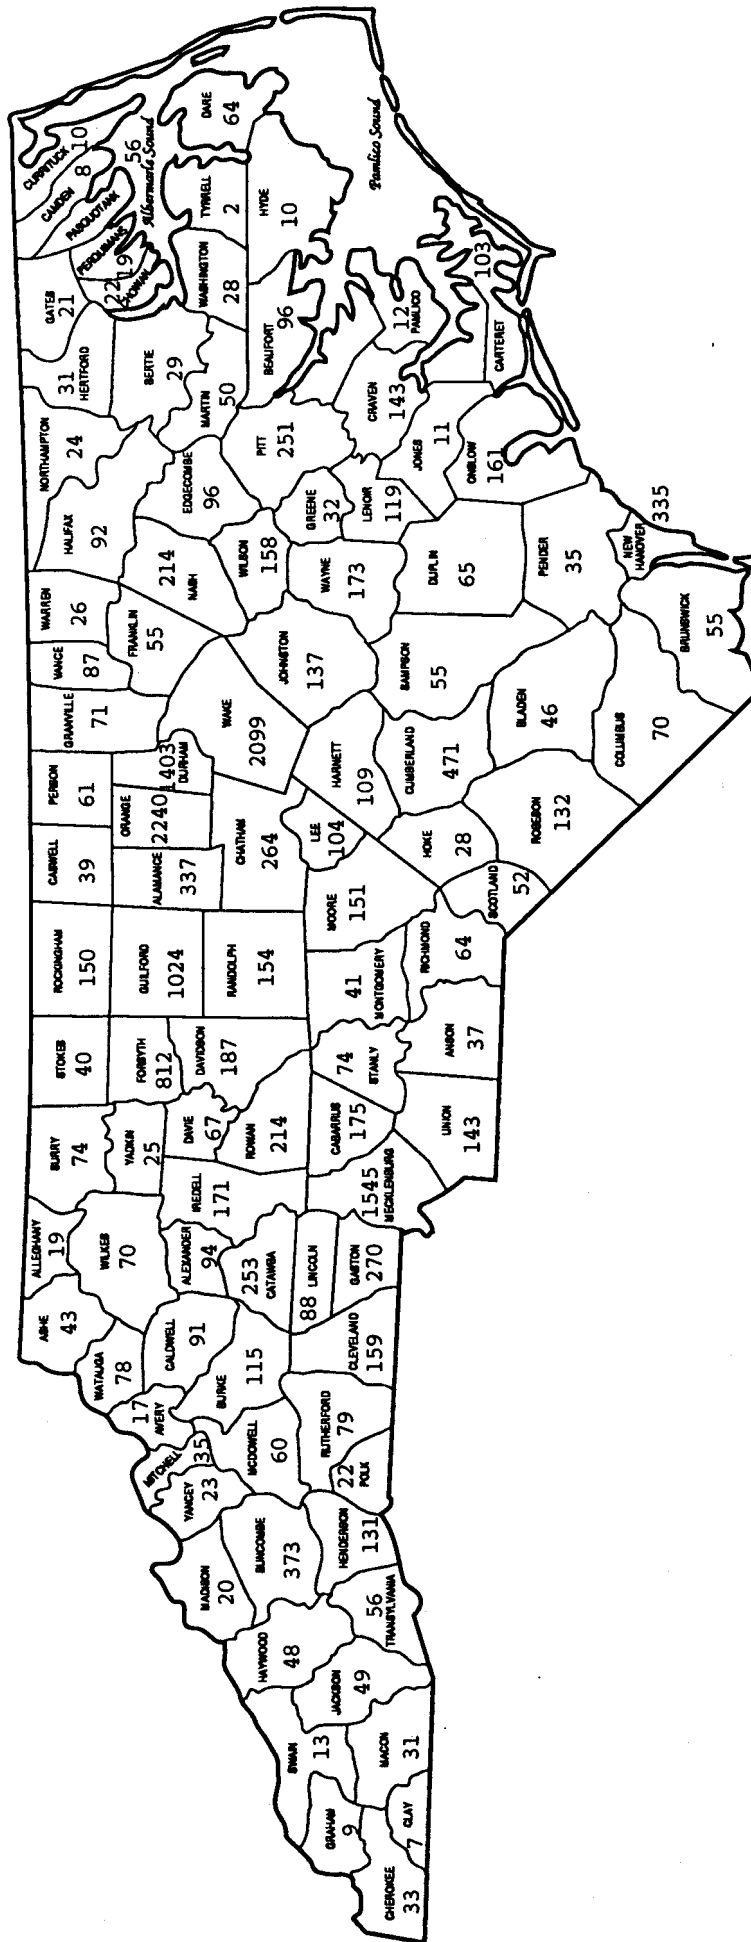 CHEROKEE
33
GRAHAM
9
CLAY
7
SWAIN
13
MACON
31
JACKSON
49
HAYWOOD
48
TRANSYLVANIA
56
MADISON
20
BUNCOMBE
373
HENDERSON
131
YANCEY
23
MITCHELL
35
AVERY
17
MCDOWELL
60
POLK
22
RUTHERFORD
79
BURKE
115
CLEVELAND
159
WATAUGA
78
CALDWELL
91
ASHE
43
ALLEGHANY
19
WILKES
70
ALEXANDER
94
CATAWBA
253
LINCOLN
88
GASTON
270
SURRY
74
YADKIN
25
IREDELL
171
DAVIE
67
ROWAN
214
MECKLENBURG
1545
CABARRUS
175
UNION
143
STOKES
40
FORSYTH
812
DAVIDSON
187
STANLY
74
ANSON
37
ROCKINGHAM
150
GUILFORD
1024
RANDOLPH
154
MONTGOMERY
41
RICHMOND
64
CASWELL
39
ALAMANCE
337
CHATHAM
264
MOORE
151
LEE
104
HOKE
28
SCOTLAND
52
PERSON
61
ORANGE
2240
DURHAM
1403
GRANVILLE
71
WAKE
2099
HARNETT
109
CUMBERLAND
471
ROBESON
132
VANCE
87
WARREN
26
FRANKLIN
55
JOHNSTON
137
SAMPSON
55
BLADEN
46
COLUMBUS
70
BRUNSWICK
55
HALIFAX
92
NORTHAMPTON
24
NASH
214
WILSON
158
WAYNE
173
DUPLIN
65
PENDER
35
NEW
HANOVER
335
EDGECOMBE
96
GREENE
32
LENOIR
119
JONES
11
ONSLOW
161
HERTFORD
31
BERTIE
29
MARTIN
50
PITT
251
CRAVEN
143
BEAUFORT
96
PAMLICO
12
CARTERET
103
GATES
21
CHOWAN
22
PERQUIMANS
19
PASQUOTANK
56
CAMDEN
8
CURRITUCK
10
Albemarle Sound
WASHINGTON
28
TYRRELL
2
DARE
64
HYDE
10
Pamlico Sound